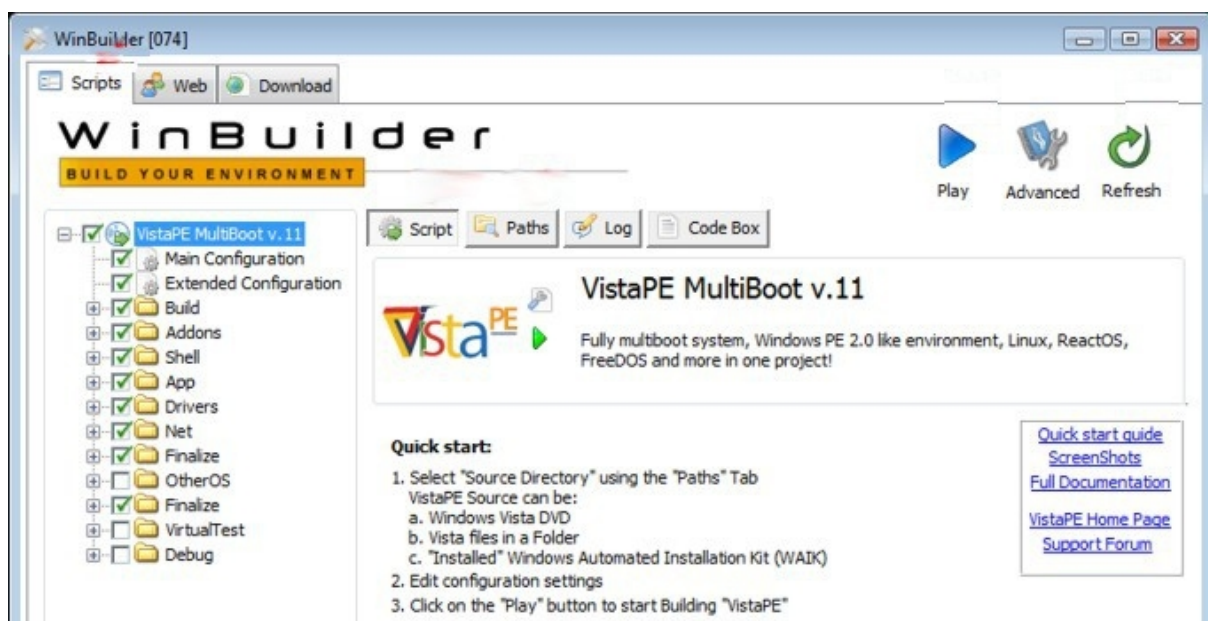 WinBuilder [074]
Scripts Web Download
WinBuilder
BUILD YOUR ENVIRONMENT
Play Advanced Refresh
VistaPE MultiBoot v.11
Main Configuration
Extended Configuration
Build
Addons
Shell
App
Drivers
Net
Finalize
OtherOS
Finalize
VirtualTest
Debug
Script Paths Log Code Box
VistaPE
VistaPE MultiBoot v.11
Fully multiboot system, Windows PE 2.0 like environment, Linux, ReactOS,
FreeDOS and more in one project!
Quick start:
1. Select "Source Directory" using the "Paths" Tab
VistaPE Source can be:
a. Windows Vista DVD
b. Vista files in a Folder
c. "Installed" Windows Automated Installation Kit (WAIK)
2. Edit configuration settings
3. Click on the "Play" button to start Building "VistaPE"
Quick start guide
ScreenShots
Full Documentation
VistaPE Home Page
Support Forum